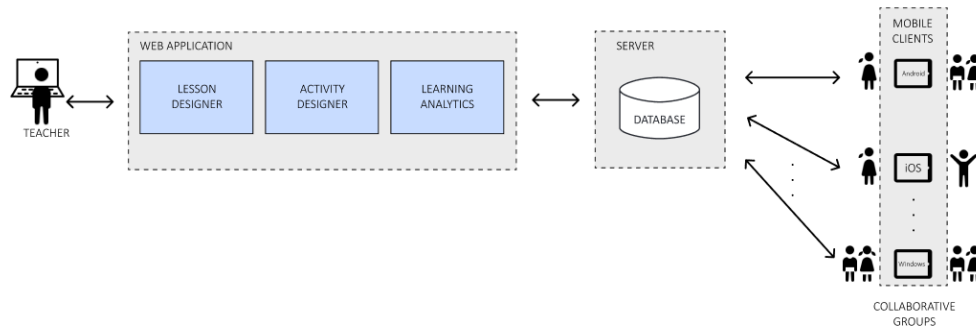 MOBILE
CLIENTS
WEB APPLICATION
SERVER
Android
LESSON
DESIGNER
ACTIVITY
DESIGNER
LEARNING
ANALYTICS
DATABASE
TEACHER
iOS
Windows
COLLABORATIVE
GROUPS